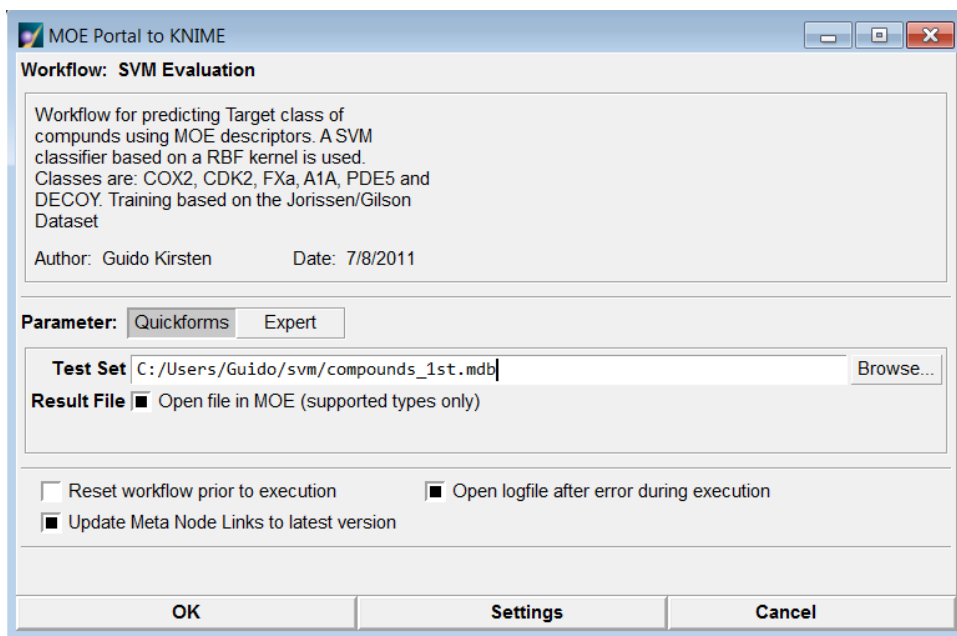 MOE Portal to KNIME
Workflow: SVM Evaluation
Workflow for predicting Target class of
compunds using MOE descriptors. A SVM
classifier based on a RBF kernel is used.
Classes are: COX2, CDK2, FXa, A1A, PDE5 and
DECOY. Training based on the Jorissen/Gilson
Dataset
Author: Guido Kirsten Date: 7/8/2011
Parameter: Quickforms Expert
Test Set C:/Users/Guido/svm/compounds_1st.mdb Browse...
Result File Open file in MOE (supported types only)
Reset workflow prior to execution Open logfile after error during execution
Update Meta Node Links to latest version
OK Settings Cancel